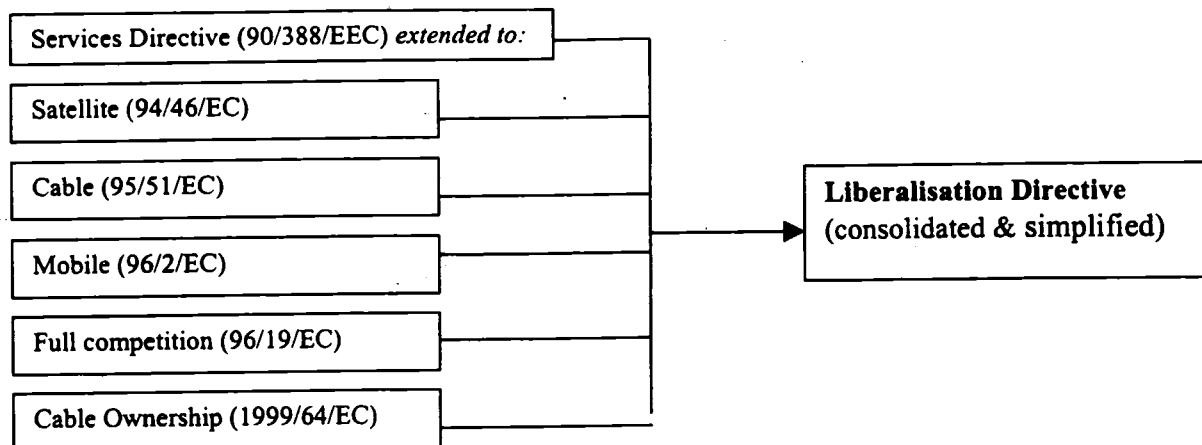 Services Directive (90/388/EEC) extended to:
Satellite (94/46/EC)
Cable (95/51/EC)
Mobile (96/2/EC)
Full competition (96/19/EC)
Cable Ownership (1999/64/EC)
Liberalisation Directive
(consolidated & simplified)